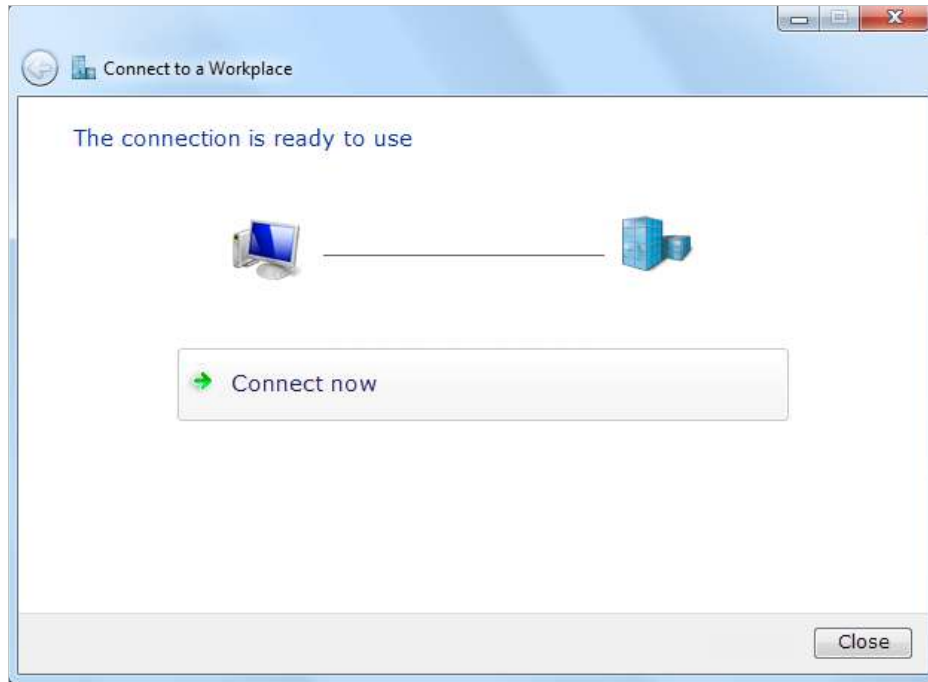 Connect to a Workplace
The connection is ready to use
Connect now
Close